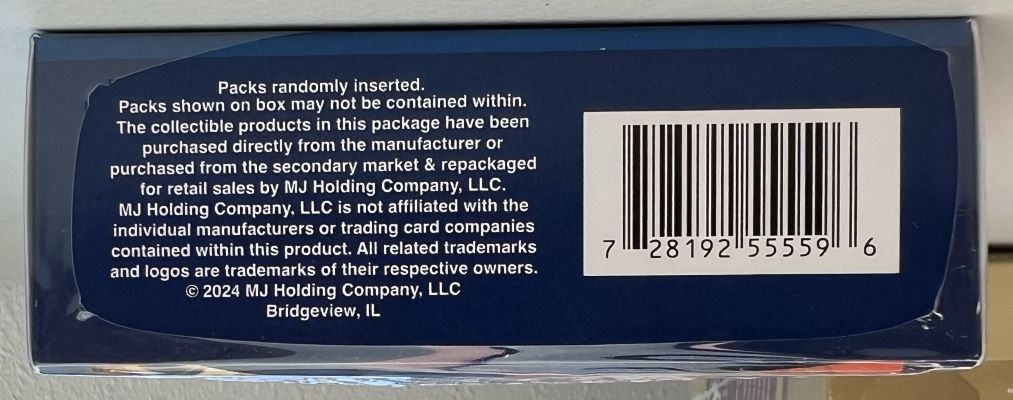 Packs randomly inserted.
Packs shown on box may not be contained within.
The collectible products in this package have been
purchased directly from the manufacturer or
purchased from the secondary market & repackaged
for retail sales by MJ Holding Company, LLC.
MJ Holding Company, LLC is not affiliated with the
individual manufacturers or trading card companies
contained within this product. All related trademarks
and logos are trademarks of their respective owners.
© 2024 MJ Holding Company, LLC
Bridgeview, IL
7 28192 55559 6